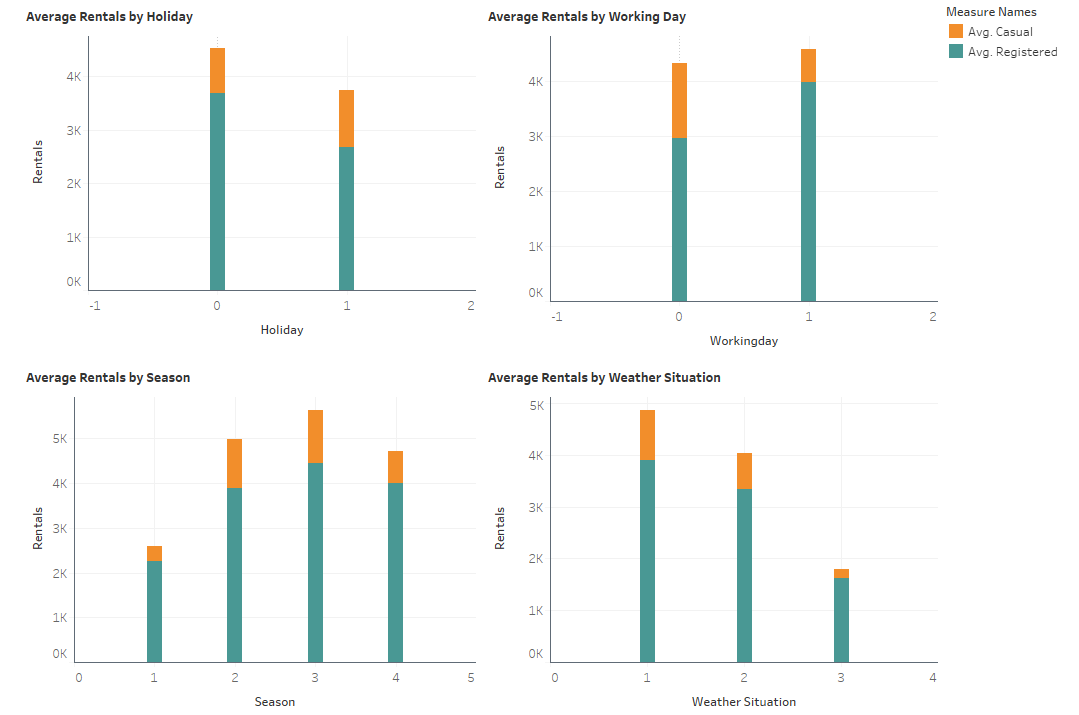 Average Rentals by Holiday
4K
3K
2K
1K
0K
Rentals
-1 0 1 2
Holiday
Average Rentals by Working Day
4K
3K
2K
1K
0K
Rentals
-1 0 1 2
Workingday
Measure Names
Avg. Casual
Avg. Registered
Average Rentals by Season
5K
4K
3K
2K
1K
0K
Rentals
0 1 2 3 4 5
Season
Average Rentals by Weather Situation
5K
4K
3K
2K
1K
0K
Rentals
0 1 2 3 4
Weather Situation